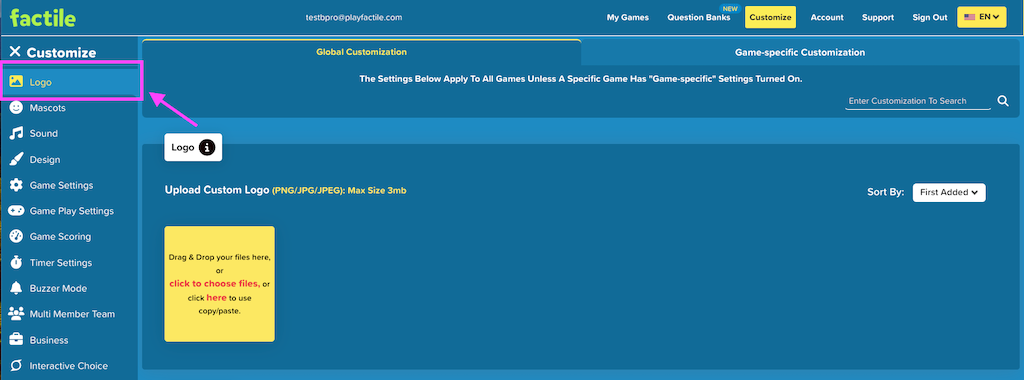 factile
testbpro@playfactile.com
My Games
Question Banks
NEW
Customize
Account
Support
Sign Out
EN
Customize
Logo
Mascots
Sound
Design
Game Settings
Game Play Settings
Game Scoring
Timer Settings
Buzzer Mode
Multi Member Team
Business
Interactive Choice
Global Customization
Game-specific Customization
The Settings Below Apply To All Games Unless A Specific Game Has "Game-specific" Settings Turned On.
Enter Customization To Search
Logo
Upload Custom Logo (PNG/JPG/JPEG): Max Size 3mb
Sort By:
First Added
Drag & Drop your files here,
or
click to choose files, or
click here to use
copy/paste.